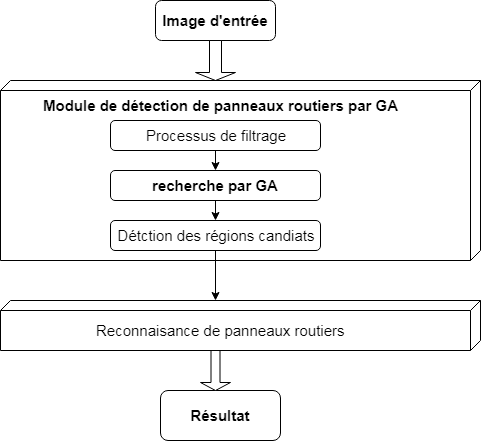 Image d'entrée
Module de détection de panneaux routiers par GA
Processus de filtrage
recherche par GA
Détction des régions candiats
Reconnaisance de panneaux routiers
Résultat